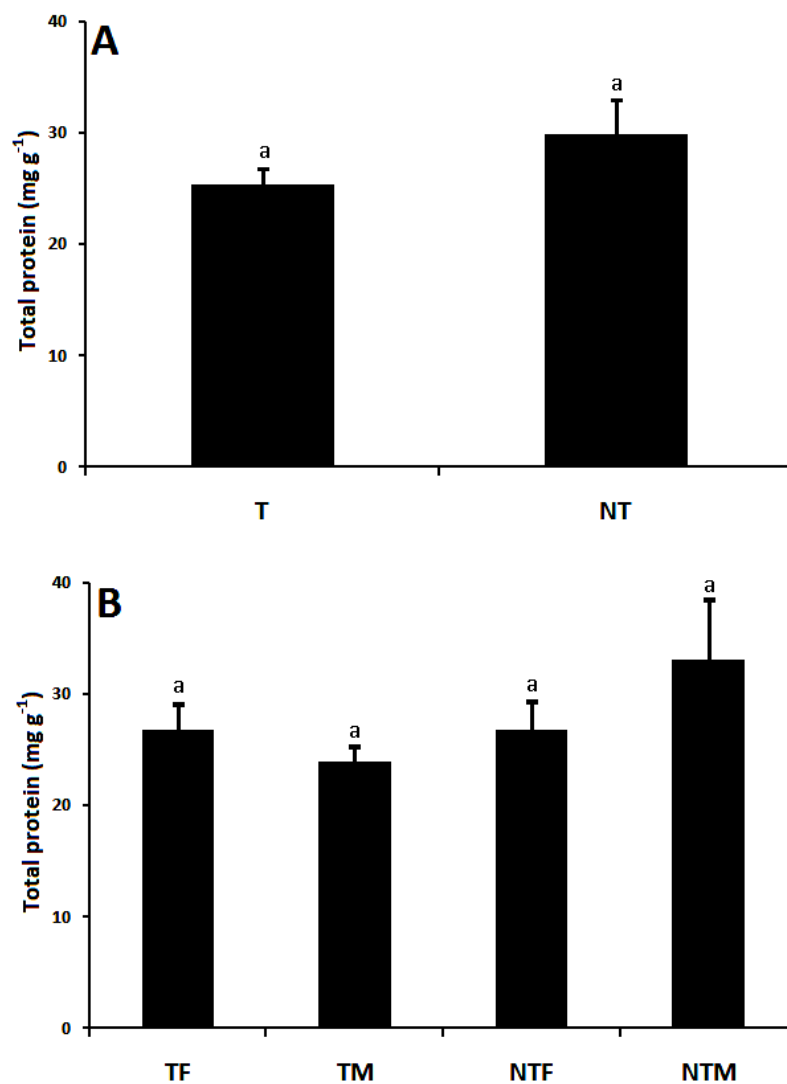 A
40
30
20
10
0
Total protein (mg g⁻¹)
a
a
T
NT
B
40
30
20
10
0
Total protein (mg g⁻¹)
a
a
a
a
TF
TM
NTF
NTM